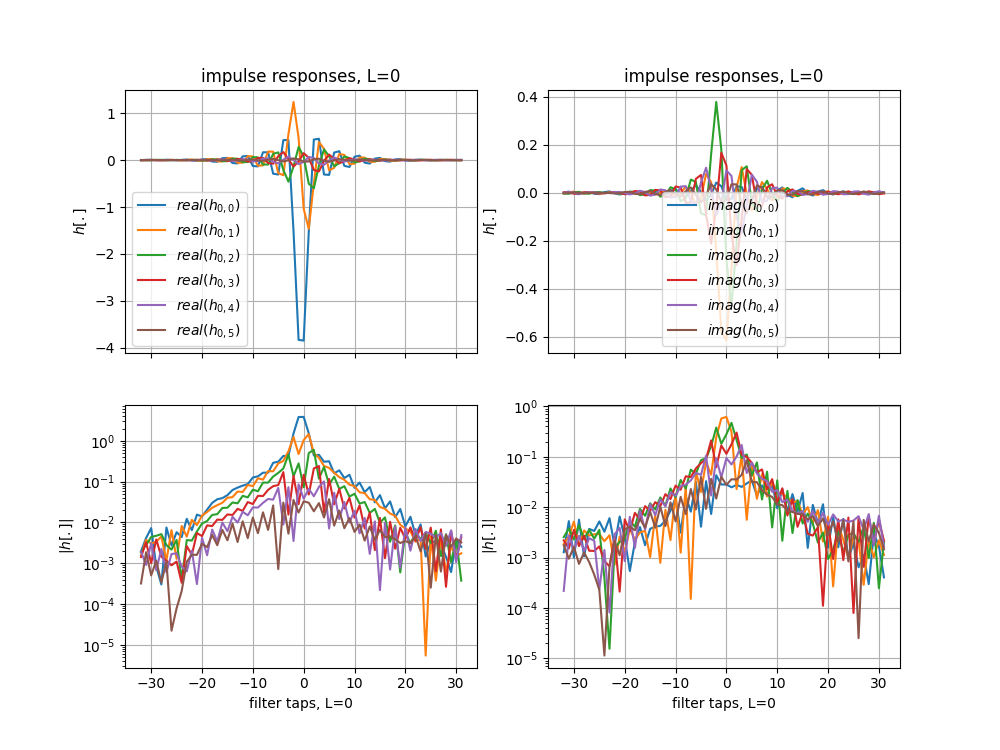 impulse responses, L=0
1
0
−1
−2
−3
−4
h[.]
real(h0,0)
real(h0,1)
real(h0,2)
real(h0,3)
real(h0,4)
real(h0,5)
impulse responses, L=0
0.4
0.2
0.0
−0.2
−0.4
−0.6
h[.]
imag(h0,0)
imag(h0,1)
imag(h0,2)
imag(h0,3)
imag(h0,4)
imag(h0,5)
10^0
10^−1
10^−2
10^−3
10^−4
10^−5
|h[.]|
−30 −20 −10 0 10 20 30
filter taps, L=0
10^0
10^−1
10^−2
10^−3
10^−4
10^−5
|h[.]|
−30 −20 −10 0 10 20 30
filter taps, L=0